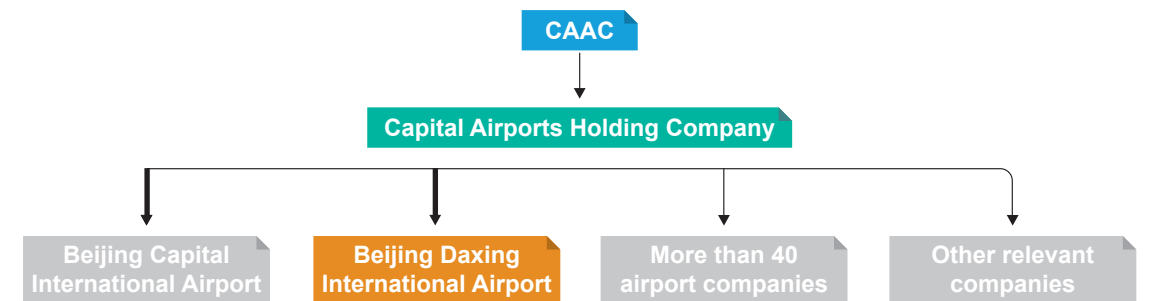 CAAC
Capital Airports Holding Company
Beijing Capital
International Airport
Beijing Daxing
International Airport
More than 40
airport companies
Other relevant
companies